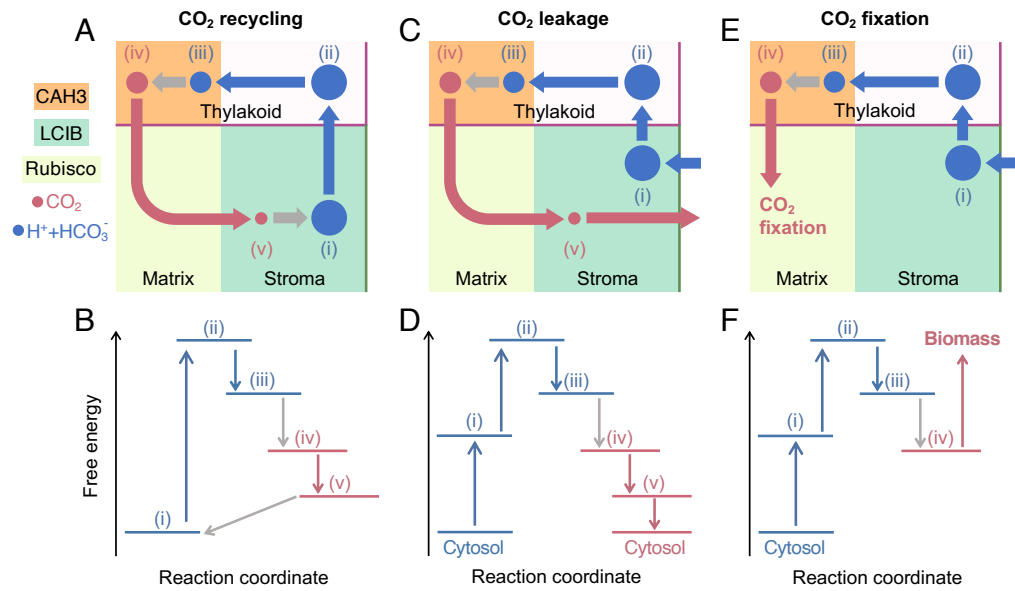 A
CO₂ recycling
C
CO₂ leakage
E
CO₂ fixation
CAH3
LCIB
Rubisco
CO₂
H⁺+HCO₃⁻
(iv)
(iii)
(ii)
Thylakoid
(v)
(i)
Matrix
Stroma
(iv)
(iii)
(ii)
Thylakoid
(i)
(v)
Matrix
Stroma
(iv)
(iii)
(ii)
Thylakoid
(i)
CO₂
fixation
Matrix
Stroma
B
Free energy
(ii)
(iii)
(iv)
(v)
(i)
Reaction coordinate
D
(ii)
(iii)
(i)
(iv)
(v)
Cytosol
Cytosol
Reaction coordinate
F
(ii)
Biomass
(iii)
(i)
(iv)
Cytosol
Reaction coordinate